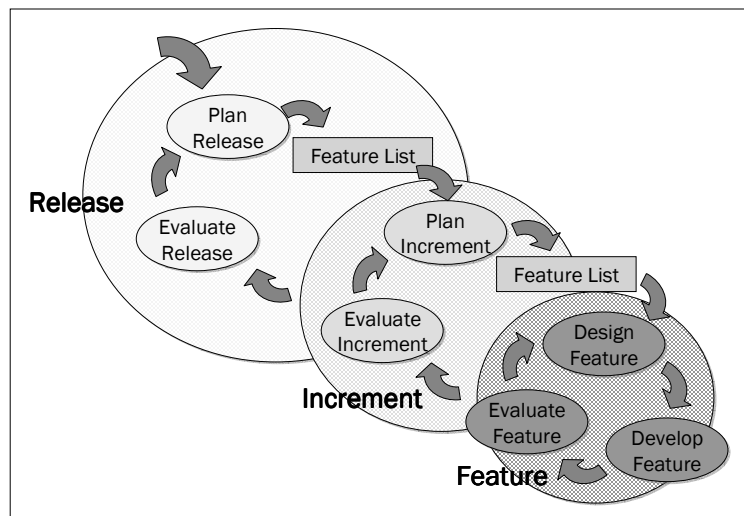 Plan
Release
Feature List
Release
Evaluate
Release
Plan
Increment
Feature List
Evaluate
Increment
Increment
Design
Feature
Evaluate
Feature
Develop
Feature
Feature